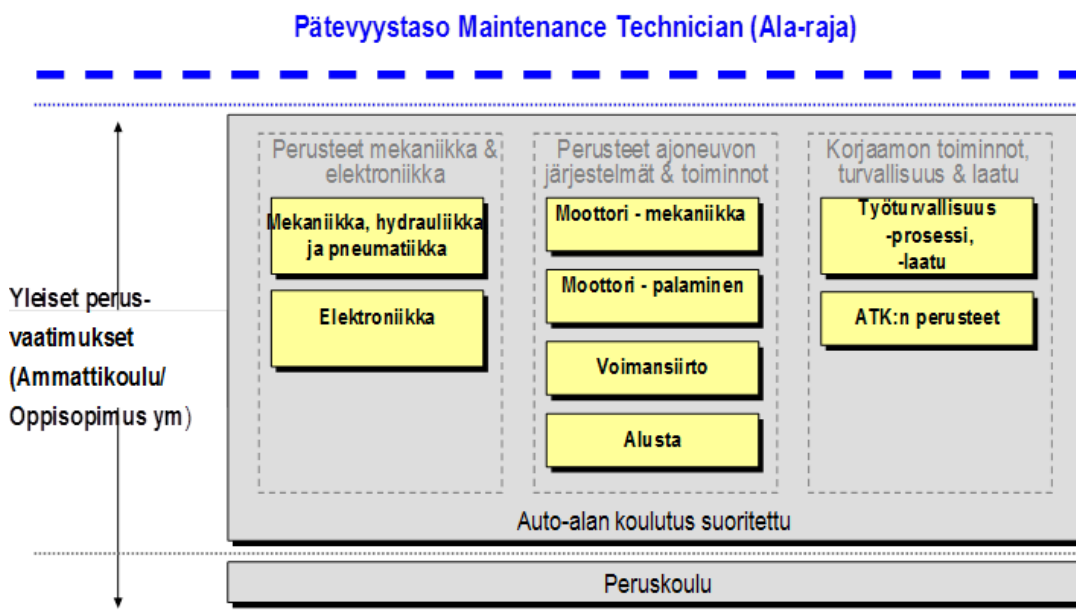 Pätevyystaso Maintenance Technician (Ala-raja)
Yleiset perus-
vaatimukset
(Ammattikoulu/
Oppisopimus ym)
Perusteet mekaniikka &
elektroniikka
Mekaniikka, hydrauliikka
ja pneumatiikka
Elektroniikka
Perusteet ajoneuvon
järjestelmät & toiminnot
Moottori - mekaniikka
Moottori - palaminen
Voimansiirto
Alusta
Korjaamon toiminnot,
turvallisuus & laatu
Työturvallisuus
-prosessi,
-laatu
ATK:n perusteet
Auto-alan koulutus suoritettu
Peruskoulu